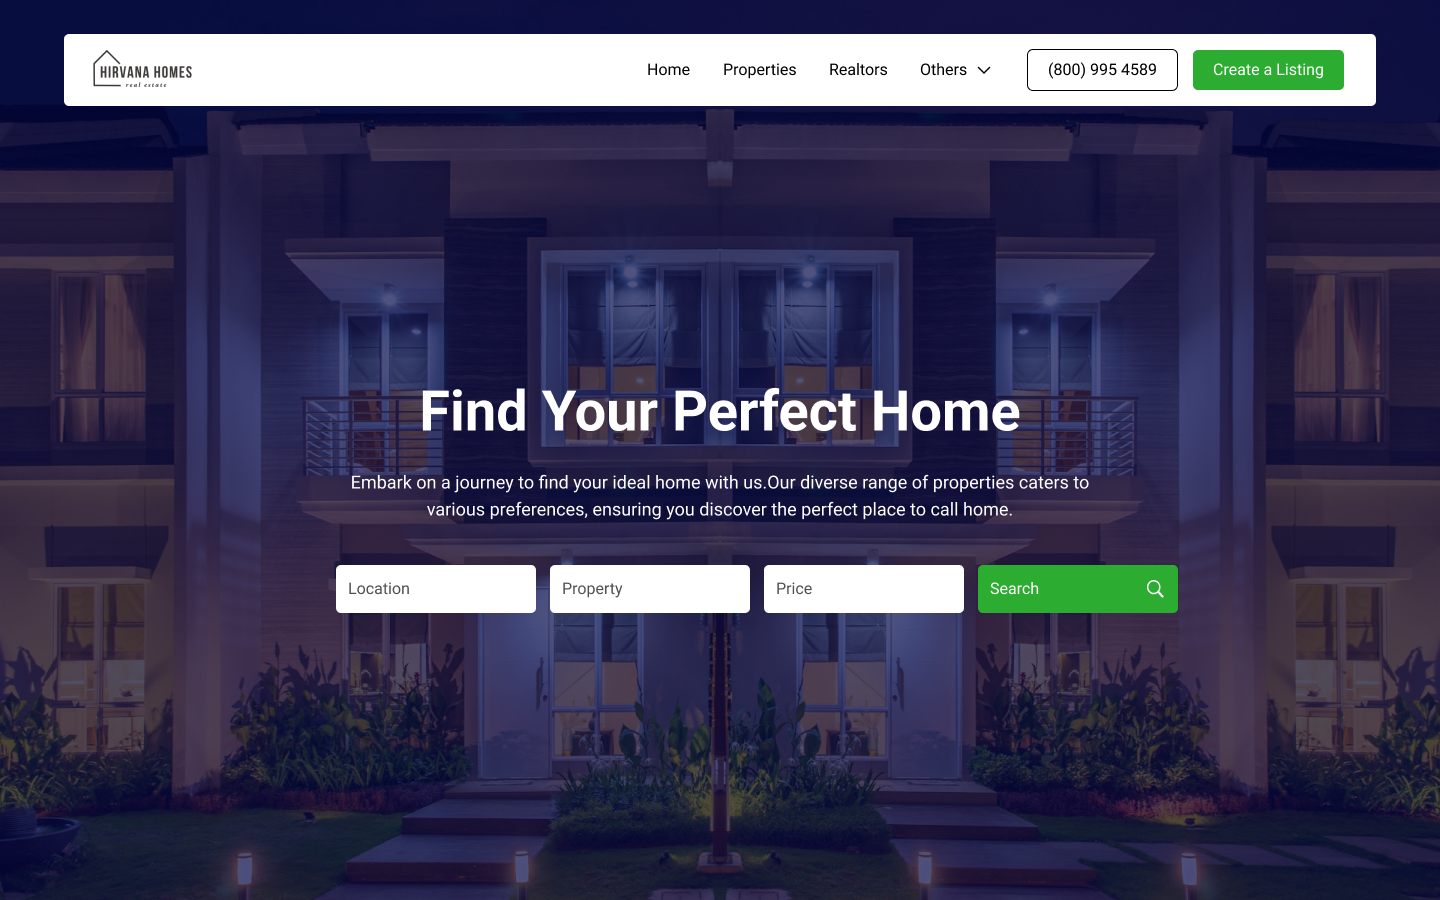 HIRVANA HOMES
real estate
Home
Properties
Realtors
Others
(800) 995 4589
Create a Listing
Find Your Perfect Home
Embark on a journey to find your ideal home with us.Our diverse range of properties caters to
various preferences, ensuring you discover the perfect place to call home.
Location
Property
Price
Search